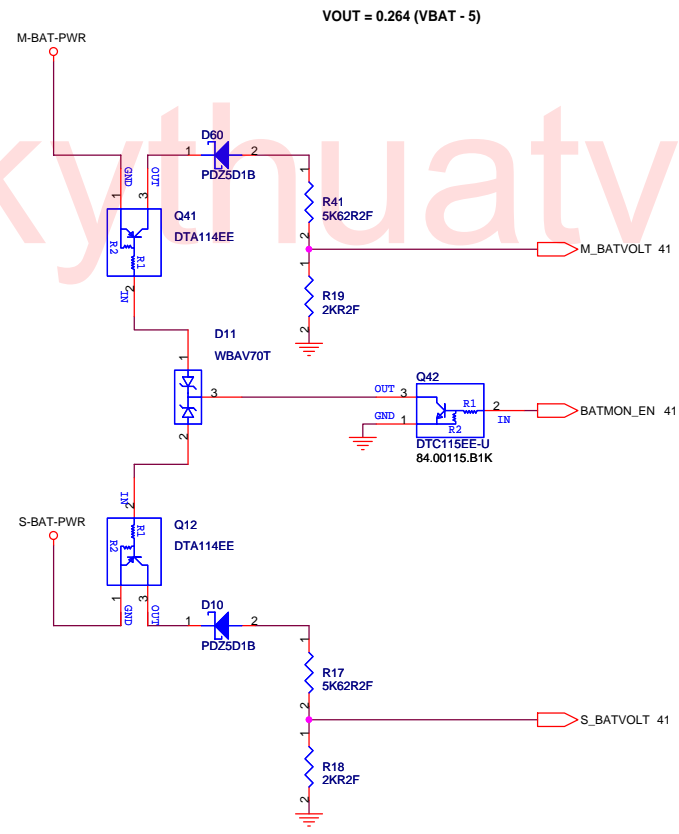 VOUT = 0.264 (VBAT - 5)
M-BAT-PWR
kythuatv
D60
1 2
PDZ5D1B
GND OUT
1 3
Q41
DTA114EE
R2 R1
2
IN
1
R41
5K62R2F
2
M_BATVOLT 41
1
R19
2KR2F
2
D11
WBAV70T
1
3
2
Q42
OUT 3
GND 1
R1
R2
2
IN
DTC115EE-U
84.00115.B1K
BATMON_EN 41
S-BAT-PWR
IN
2
R1
R2
Q12
DTA114EE
1 3
GND OUT
D10
1 2
PDZ5D1B
1
R17
5K62R2F
2
S_BATVOLT 41
1
R18
2KR2F
2